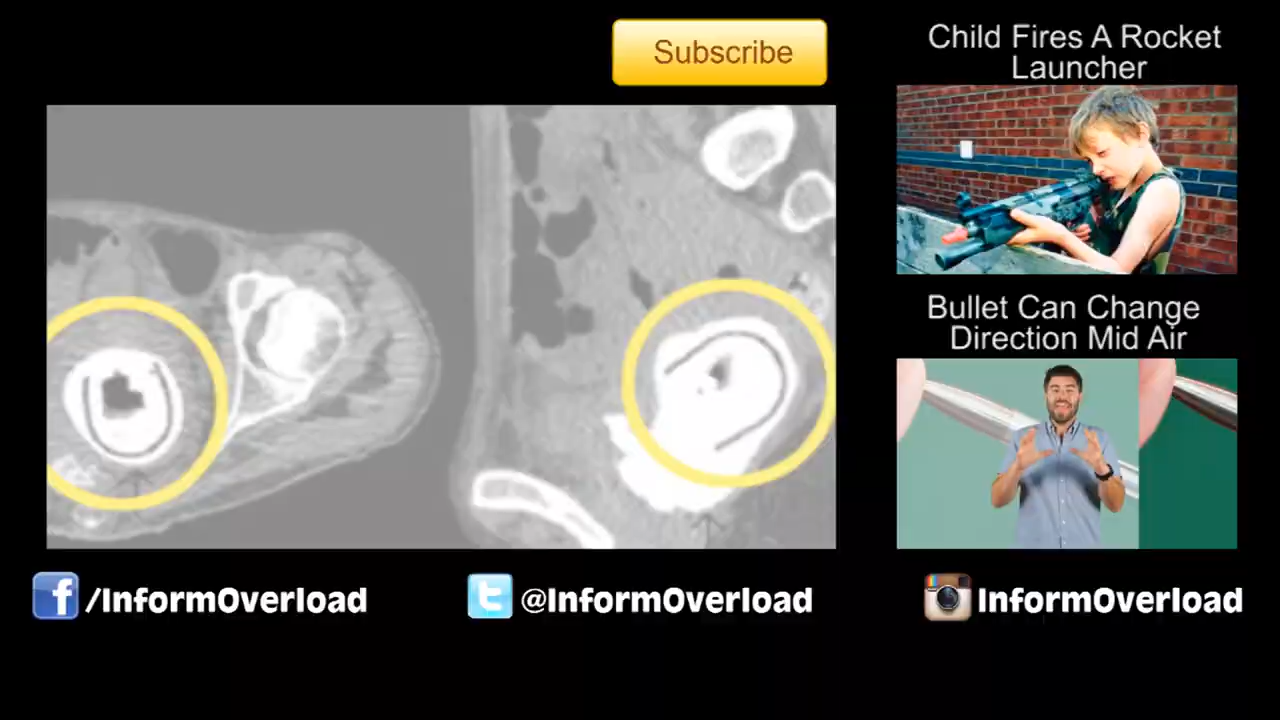 Subscribe
Child Fires A Rocket
Launcher
Bullet Can Change
Direction Mid Air
/InformOverload
@InformOverload
InformOverload